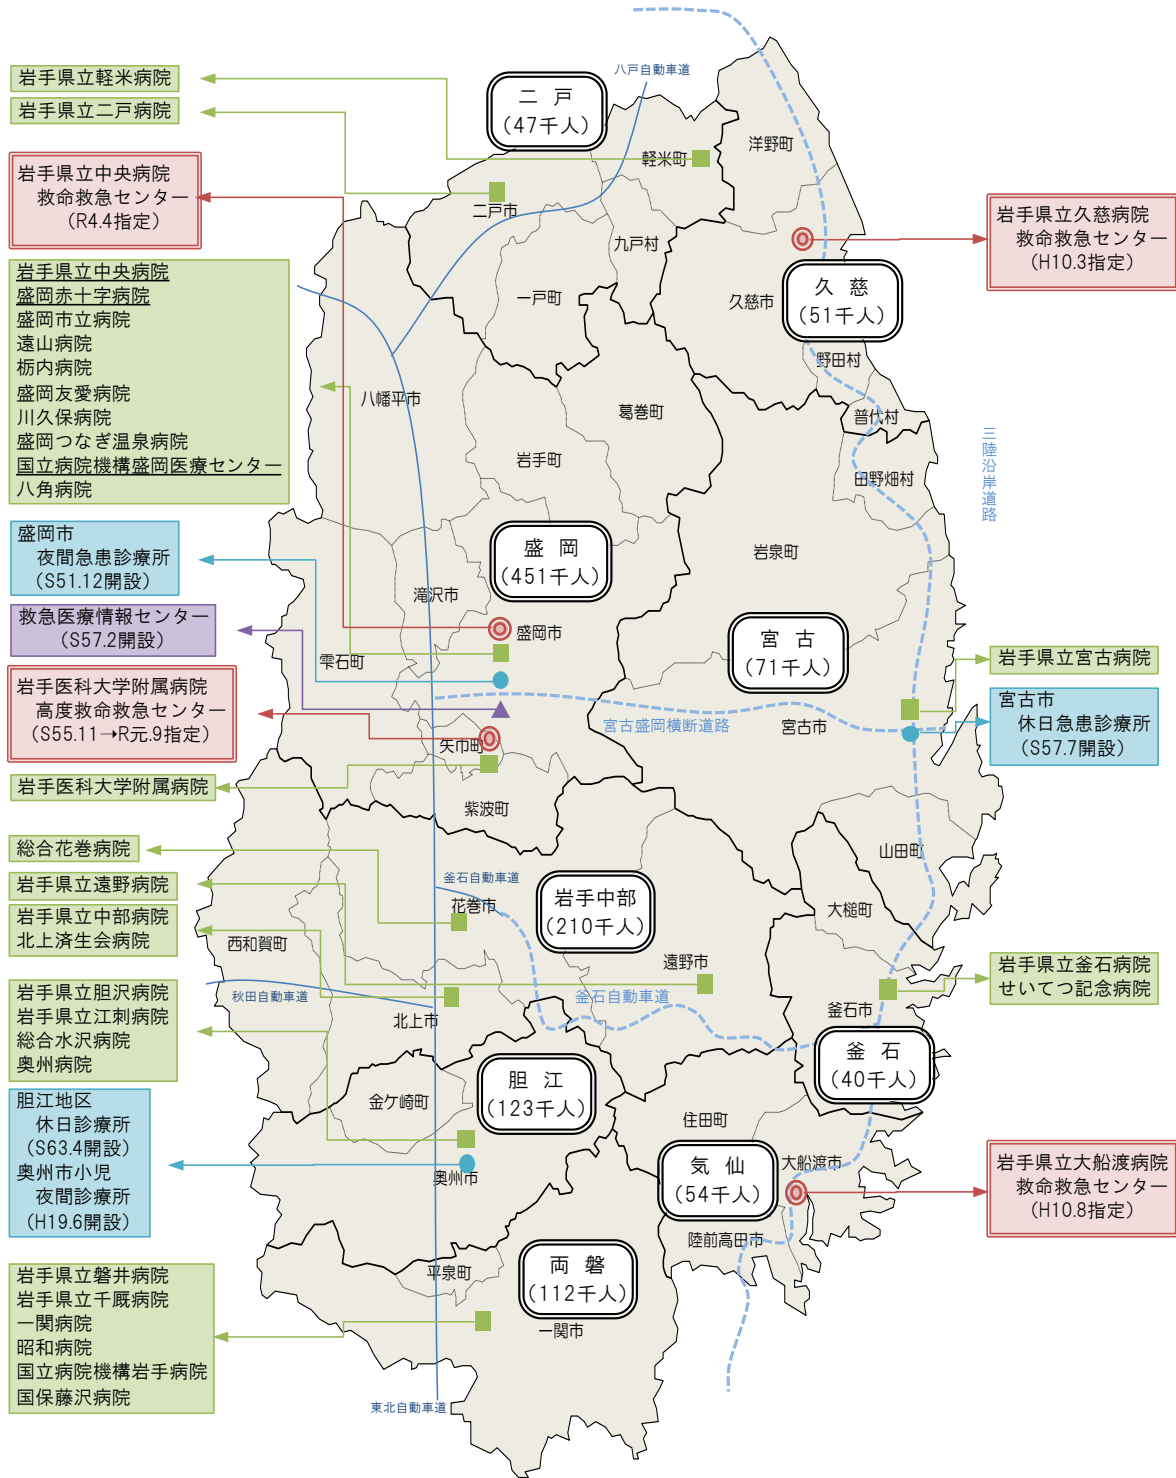 岩手県立軽米病院
岩手県立二戸病院
岩手県立中央病院
救命救急センター
(R4.4指定)
岩手県立中央病院
盛岡赤十字病院
盛岡市立病院
遠山病院
栃内病院
盛岡友愛病院
川久保病院
盛岡つなぎ温泉病院
国立病院機構盛岡医療センター
八角病院
盛岡市
夜間急患診療所
(S51.12開設)
救急医療情報センター
(S57.2開設)
岩手医科大学附属病院
高度救命救急センター
(S55.11→R元.9指定)
岩手医科大学附属病院
総合花巻病院
岩手県立遠野病院
岩手県立中部病院
北上済生会病院
岩手県立胆沢病院
岩手県立江刺病院
総合水沢病院
奥州病院
胆江地区
休日診療所
(S63.4開設)
奥州市小児
夜間診療所
(H19.6開設)
岩手県立磐井病院
岩手県立千厩病院
一関病院
昭和病院
国立病院機構岩手病院
国保藤沢病院
八戸自動車道
二 戸
(47千人)
軽米町
洋野町
二戸市
九戸村
一戸町
久慈市
久 慈
(51千人)
野田村
普代村
八幡平市
葛巻町
岩手町
田野畑村
三陸沿岸道路
盛 岡
(451千人)
岩泉町
滝沢市
盛岡市
雫石町
宮 古
(71千人)
宮古盛岡横断道路
宮古市
矢巾町
紫波町
山田町
大槌町
釜石自動車道
花巻市
岩手中部
(210千人)
西和賀町
遠野市
秋田自動車道
北上市
釜石自動車道
釜石市
釜 石
(40千人)
胆 江
(123千人)
金ケ崎町
住田町
奥州市
気 仙
(54千人)
大船渡市
陸前高田市
平泉町
両 磐
(112千人)
一関市
東北自動車道
岩手県立久慈病院
救命救急センター
(H10.3指定)
岩手県立宮古病院
宮古市
休日急患診療所
(S57.7開設)
岩手県立釜石病院
せいてつ記念病院
岩手県立大船渡病院
救命救急センター
(H10.8指定)